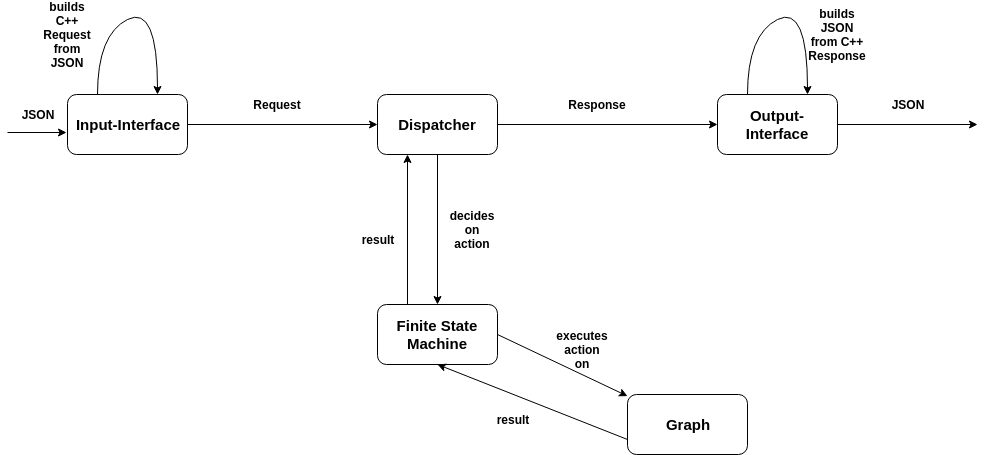 builds
C++
Request
from
JSON
builds
JSON
from C++
Response
JSON
Input-Interface
Request
Dispatcher
Response
Output-
Interface
JSON
result
decides
on
action
Finite State
Machine
executes
action
on
result
Graph